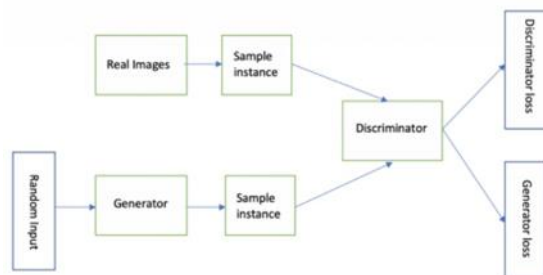 Real Images
Sample
instance
Discriminator loss
Discriminator
Random Input
Generator
Sample
instance
Generator loss